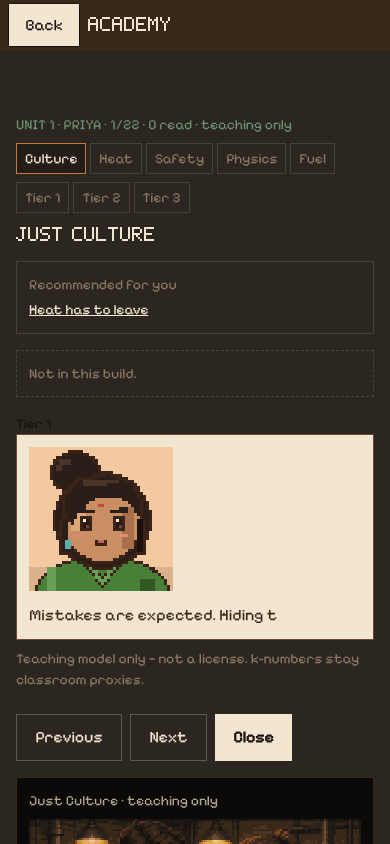 Back ACADEMY
UNIT 1 · PRIYA · 1/22 · 0 read · teaching only
Culture Heat Safety Physics Fuel
Tier 1 Tier 2 Tier 3
JUST CULTURE
Recommended for you
Heat has to leave
Not in this build.
Tier 1
Mistakes are expected. Hiding t
Teaching model only – not a license. k-numbers stay
classroom proxies.
Previous Next Close
Just Culture · teaching only